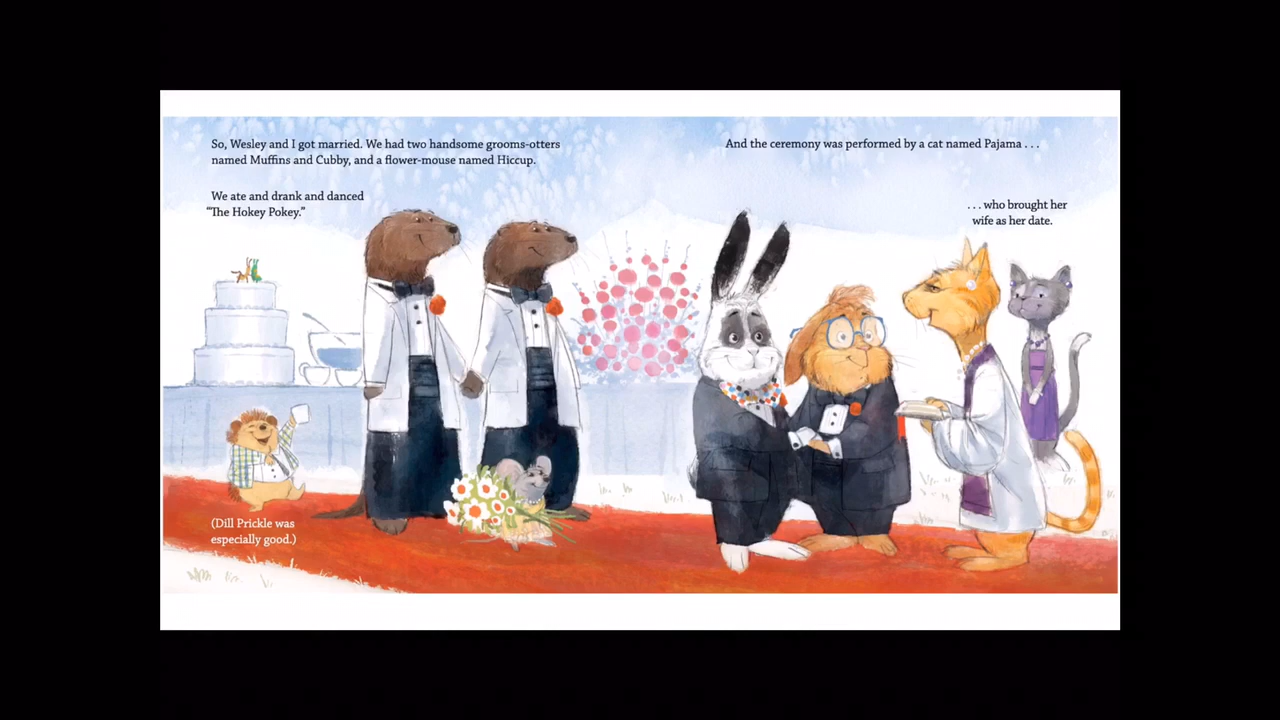 So, Wesley and I got married. We had two handsome grooms-otters
named Muffins and Cubby, and a flower-mouse named Hiccup.
We ate and drank and danced
“The Hokey Pokey.”
(Dill Prickle was
especially good.)
And the ceremony was performed by a cat named Pajama . . .
. . . who brought her
wife as her date.